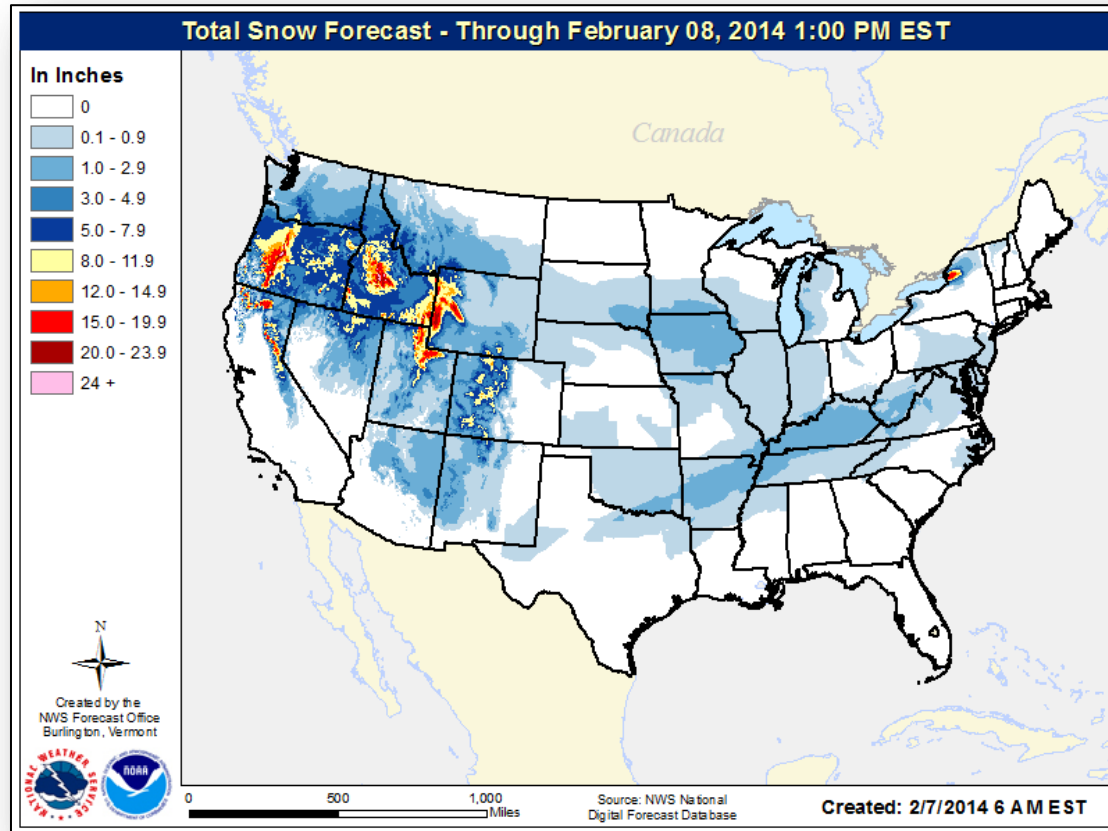 Total Snow Forecast - Through February 08, 2014 1:00 PM EST
In Inches
0
0.1 - 0.9
1.0 - 2.9
3.0 - 4.9
5.0 - 7.9
8.0 - 11.9
12.0 - 14.9
15.0 - 19.9
20.0 - 23.9
24 +
Canada
N
Created by the
NWS Forecast Office
Burlington, Vermont
NATIONAL WEATHER SERVICE
NOAA
0 500 1,000
Miles
Source: NWS National
Digital Forecast Database
Created: 2/7/2014 6 AM EST